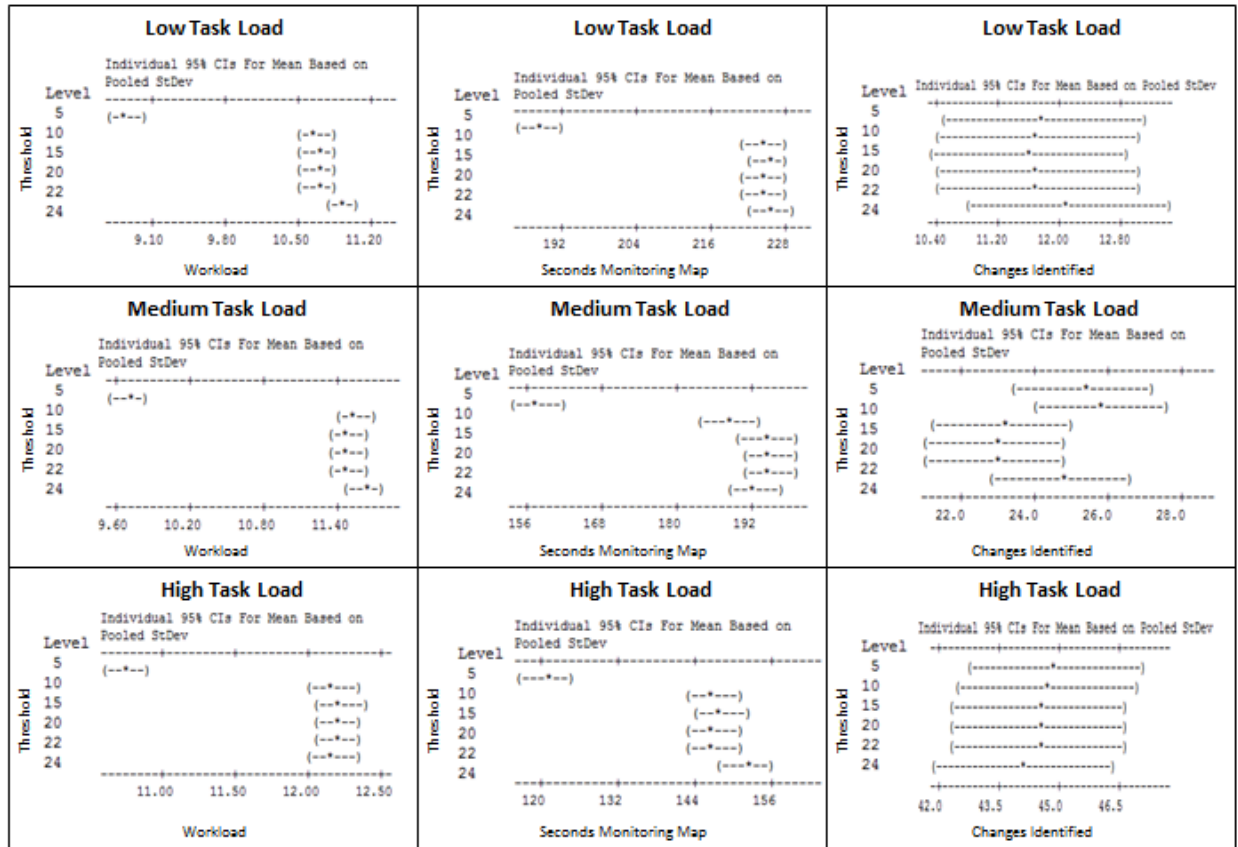 Low Task Load
Individual 95% CIs For Mean Based on
Pooled StDev
Level ------+---------+---------+---------+---
5 (-*--)
10 (-*--)
15 (--*-)
20 (--*-)
22 (--*-)
24 (-*-)
------+---------+---------+---------+---
9.10 9.80 10.50 11.20
Threshold
Workload
Low Task Load
Individual 95% CIs For Mean Based on
Level Pooled StDev
------+---------+---------+---------+---
5 (--*--)
10 (--*--)
15 (-*--)
20 (--*--)
22 (--*--)
24 (--*--)
------+---------+---------+---------+---
192 204 216 228
Threshold
Seconds Monitoring Map
Low Task Load
Level Individual 95% CIs For Mean Based on Pooled StDev
5
10
15
20
22
24
10.40 11.20 12.00 12.80
Threshold
Changes Identified
Medium Task Load
Individual 95% CIs For Mean Based on
Level Pooled StDev
5 (--*-)
10 (-*--)
15 (-*--)
20 (-*--)
22 (-*--)
24 (--*-)
9.60 10.20 10.80 11.40
Threshold
Workload
Medium Task Load
Individual 95% CIs For Mean Based on
Level Pooled StDev
5 (--*---)
10 (---*---)
15 (---*---)
20 (--*---)
22 (--*---)
24 (--*---)
156 168 180 192
Threshold
Seconds Monitoring Map
Medium Task Load
Individual 95% CIs For Mean Based on
Pooled StDev
Level
5
10
15
20
22
24
22.0 24.0 26.0 28.0
Threshold
Changes Identified
High Task Load
Individual 95% CIs For Mean Based on
Level Pooled StDev
5 (--*--)
10 (--*---)
15 (--*---)
20 (--*--)
22 (--*--)
24 (--*---)
11.00 11.50 12.00 12.50
Threshold
Workload
High Task Load
Individual 95% CIs For Mean Based on
Level Pooled StDev
5 (---*--)
10 (--*---)
15 (--*---)
20 (--*---)
22 (--*---)
24 (---*--)
120 132 144 156
Threshold
Seconds Monitoring Map
High Task Load
Individual 95% CIs For Mean Based on Pooled StDev
Level
5
10
15
20
22
24
42.0 43.5 45.0 46.5
Threshold
Changes Identified